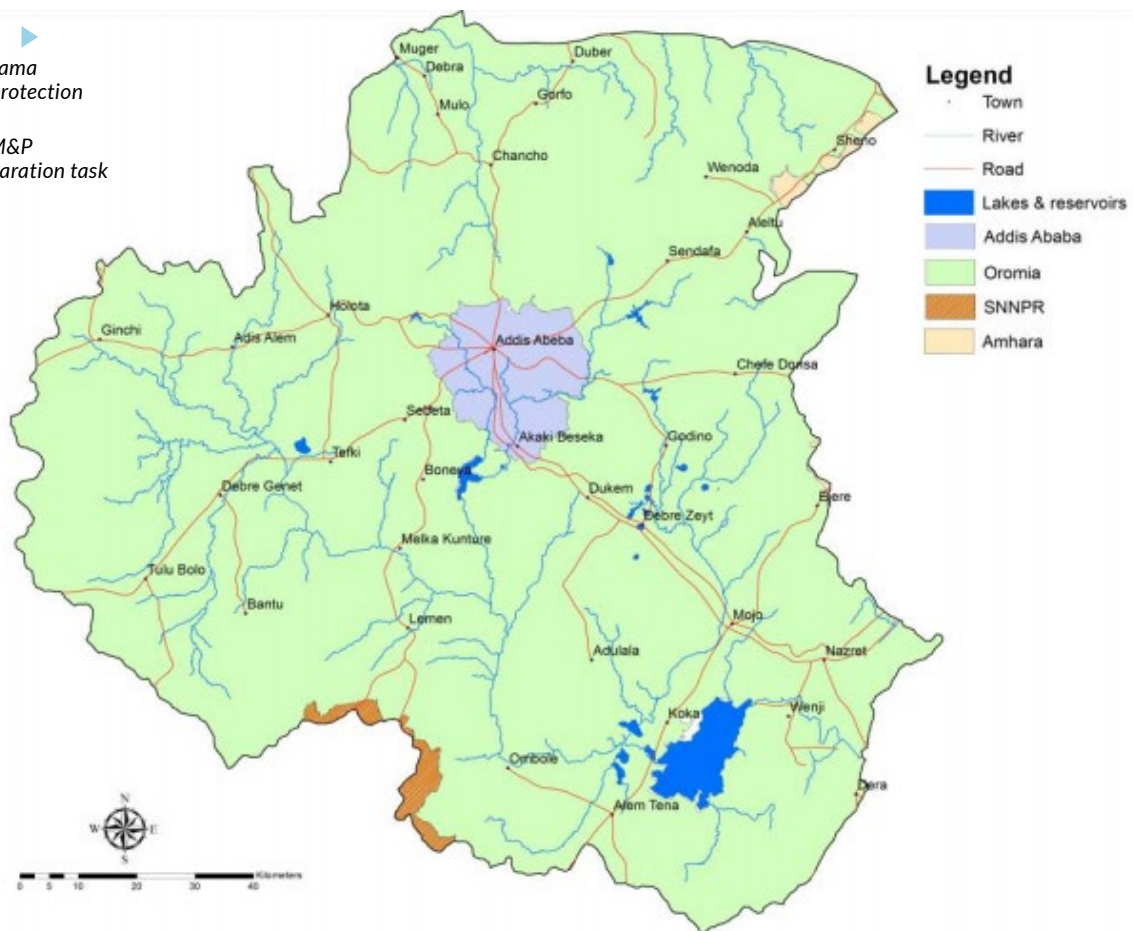 ama
rotection
M&P
aration task
Muger
Debra
Mulo
Duber
Gorfo
Chancho
Wenoda
Sheno
Aleltu
Sendafa
Holota
Ginchi
Adis Alem
Addis Abeba
Chefe Donsa
Sebeta
Akaki Beseka
Godino
Tefki
Boneya
Debre Genet
Dukem
Debre Zeyt
Ejere
Melka Kunture
Tulu Bolo
Bantu
Lemen
Mojo
Adulala
Nazret
Koka
Wenji
Ombole
Alem Tena
Dera
Legend
Town
River
Road
Lakes & reservoirs
Addis Ababa
Oromia
SNNPR
Amhara
N
W E
S
Kilometers
0 5 10 20 30 40